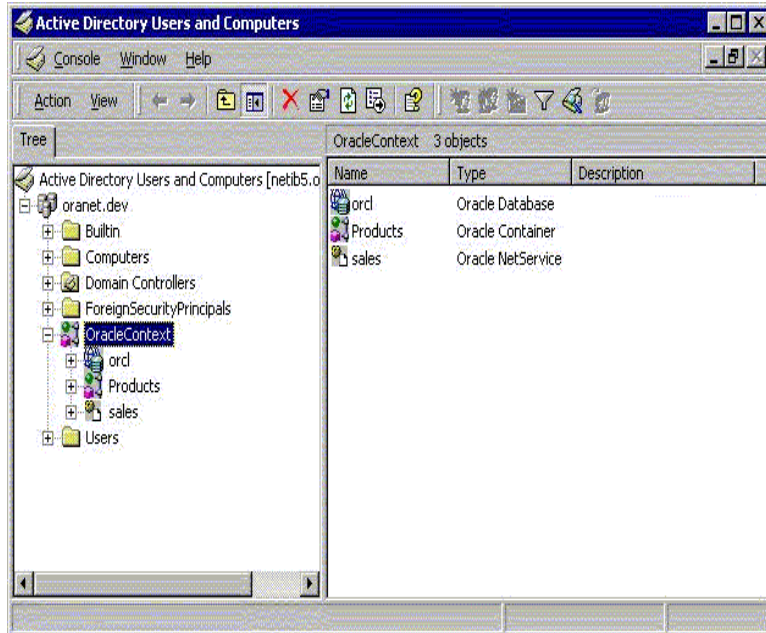 Active Directory Users and Computers
Console Window Help
Action View
Tree
OracleContext 3 objects
Active Directory Users and Computers [netib5.o
oranet.dev
Builtin
Computers
Domain Controllers
ForeignSecurityPrincipals
OracleContext
orcl
Products
sales
Users
Name Type Description
orcl Oracle Database
Products Oracle Container
sales Oracle NetService